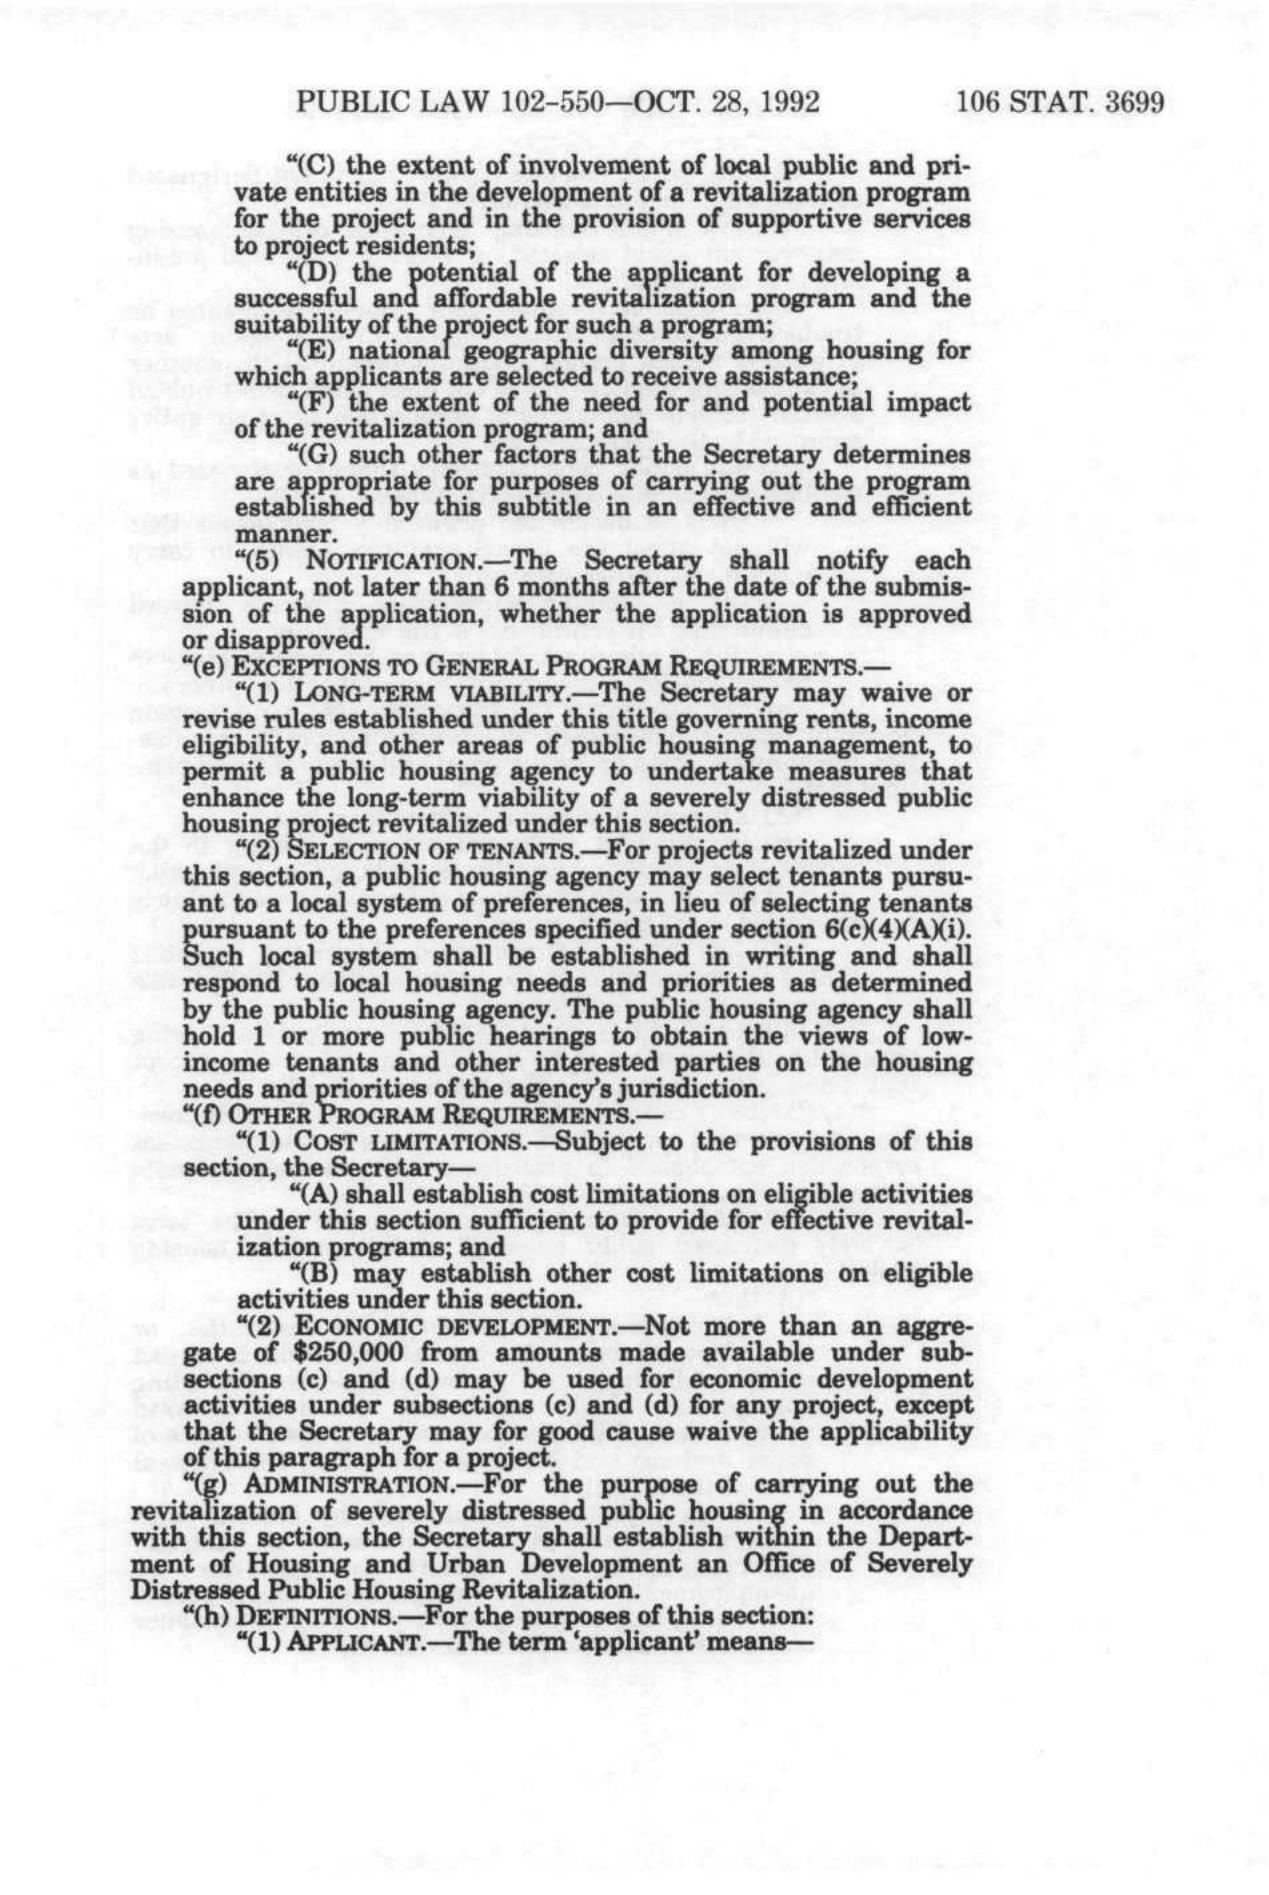 PUBLIC LAW 102-550—OCT. 28, 1992 106 STAT. 3699
“(C) the extent of involvement of local public and pri-
vate entities in the development of a revitalization program
for the project and in the provision of supportive services
to project residents;
“(D) the potential of the applicant for developing a
successful and affordable revitalization program and the
suitability of the project for such a program;
“(E) national geographic diversity among housing for
which applicants are selected to receive assistance;
“(F) the extent of the need for and potential impact
of the revitalization program; and
“(G) such other factors that the Secretary determines
are appropriate for purposes of carrying out the program
established by this subtitle in an effective and efficient
manner.
“(5) NOTIFICATION.—The Secretary shall notify each
applicant, not later than 6 months after the date of the submis-
sion of the application, whether the application is approved
or disapproved.
“(e) EXCEPTIONS TO GENERAL PROGRAM REQUIREMENTS.—
“(1) LONG-TERM VIABILITY.—The Secretary may waive or
revise rules established under this title governing rents, income
eligibility, and other areas of public housing management, to
permit a public housing agency to undertake measures that
enhance the long-term viability of a severely distressed public
housing project revitalized under this section.
“(2) SELECTION OF TENANTS.—For projects revitalized under
this section, a public housing agency may select tenants pursu-
ant to a local system of preferences, in lieu of selecting tenants
pursuant to the preferences specified under section 6(c)(4)(A)(i).
Such local system shall be established in writing and shall
respond to local housing needs and priorities as determined
by the public housing agency. The public housing agency shall
hold 1 or more public hearings to obtain the views of low-
income tenants and other interested parties on the housing
needs and priorities of the agency's jurisdiction.
“(f) OTHER PROGRAM REQUIREMENTS.—
“(1) COST LIMITATIONS.—Subject to the provisions of this
section, the Secretary—
“(A) shall establish cost limitations on eligible activities
under this section sufficient to provide for effective revital-
ization programs; and
“(B) may establish other cost limitations on eligible
activities under this section.
“(2) ECONOMIC DEVELOPMENT.—Not more than an aggre-
gate of $250,000 from amounts made available under sub-
sections (c) and (d) may be used for economic development
activities under subsections (c) and (d) for any project, except
that the Secretary may for good cause waive the applicability
of this paragraph for a project.
“(g) ADMINISTRATION.—For the purpose of carrying out the
revitalization of severely distressed public housing in accordance
with this section, the Secretary shall establish within the Depart-
ment of Housing and Urban Development an Office of Severely
Distressed Public Housing Revitalization.
“(h) DEFINITIONS.—For the purposes of this section:
“(1) APPLICANT.—The term ‘applicant’ means—